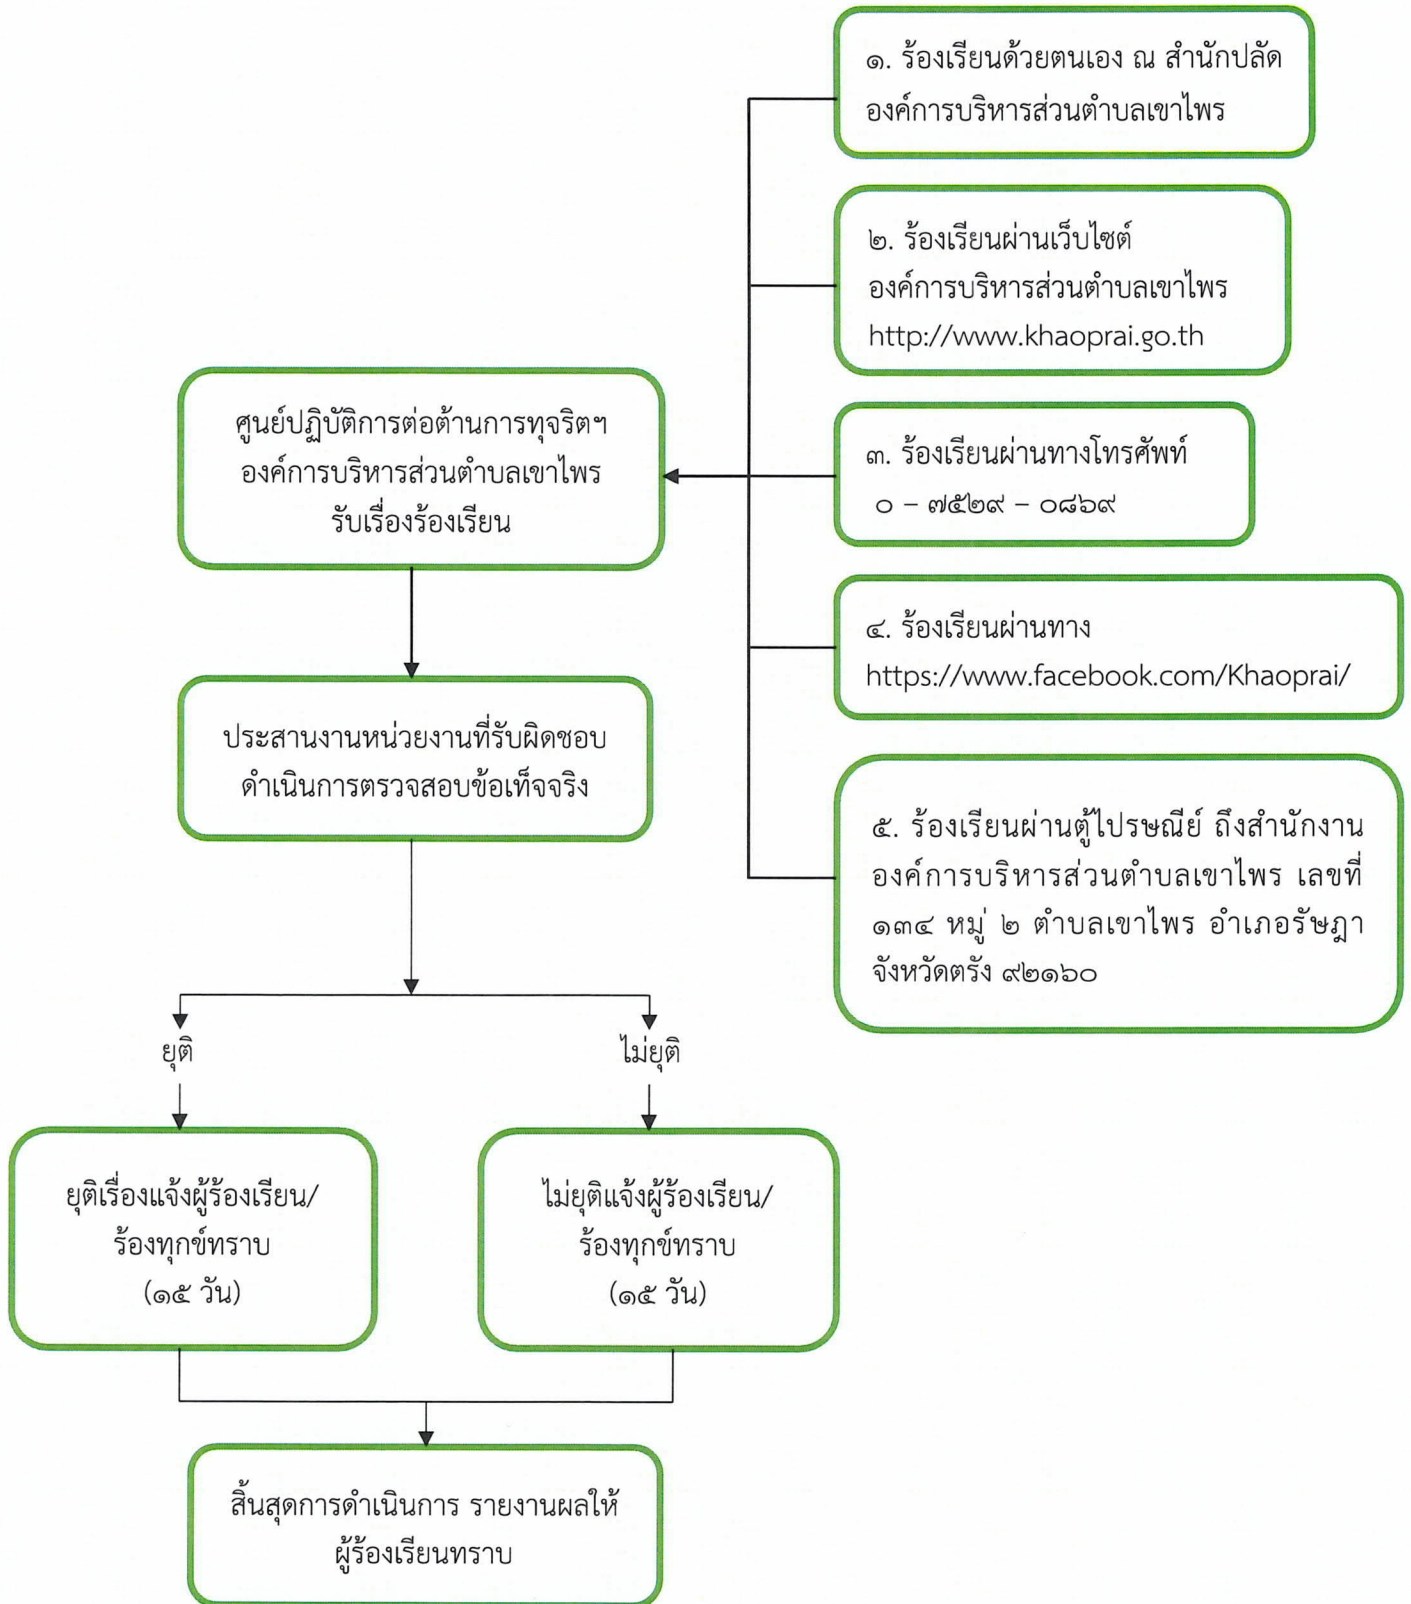 ๑. ร้องเรียนด้วยตนเอง ณ สำนักปลัด
องค์การบริหารส่วนตำบลเขาไพร
๒. ร้องเรียนผ่านเว็บไซต์
องค์การบริหารส่วนตำบลเขาไพร
http://www.khaoprai.go.th
๓. ร้องเรียนผ่านทางโทรศัพท์
๐ – ๗๕๒๙ – ๐๘๖๙
๔. ร้องเรียนผ่านทาง
https://www.facebook.com/Khaoprai/
๕. ร้องเรียนผ่านตู้ไปรษณีย์ ถึงสำนักงาน
องค์การบริหารส่วนตำบลเขาไพร เลขที่
๑๓๔ หมู่ ๒ ตำบลเขาไพร อำเภอรัษฎา
จังหวัดตรัง ๙๒๑๖๐
ศูนย์ปฏิบัติการต่อต้านการทุจริตฯ
องค์การบริหารส่วนตำบลเขาไพร
รับเรื่องร้องเรียน
ประสานงานหน่วยงานที่รับผิดชอบ
ดำเนินการตรวจสอบข้อเท็จจริง
ยุติ
ไม่ยุติ
ยุติเรื่องแจ้งผู้ร้องเรียน/
ร้องทุกข์ทราบ
(๑๕ วัน)
ไม่ยุติแจ้งผู้ร้องเรียน/
ร้องทุกข์ทราบ
(๑๕ วัน)
สิ้นสุดการดำเนินการ รายงานผลให้
ผู้ร้องเรียนทราบ